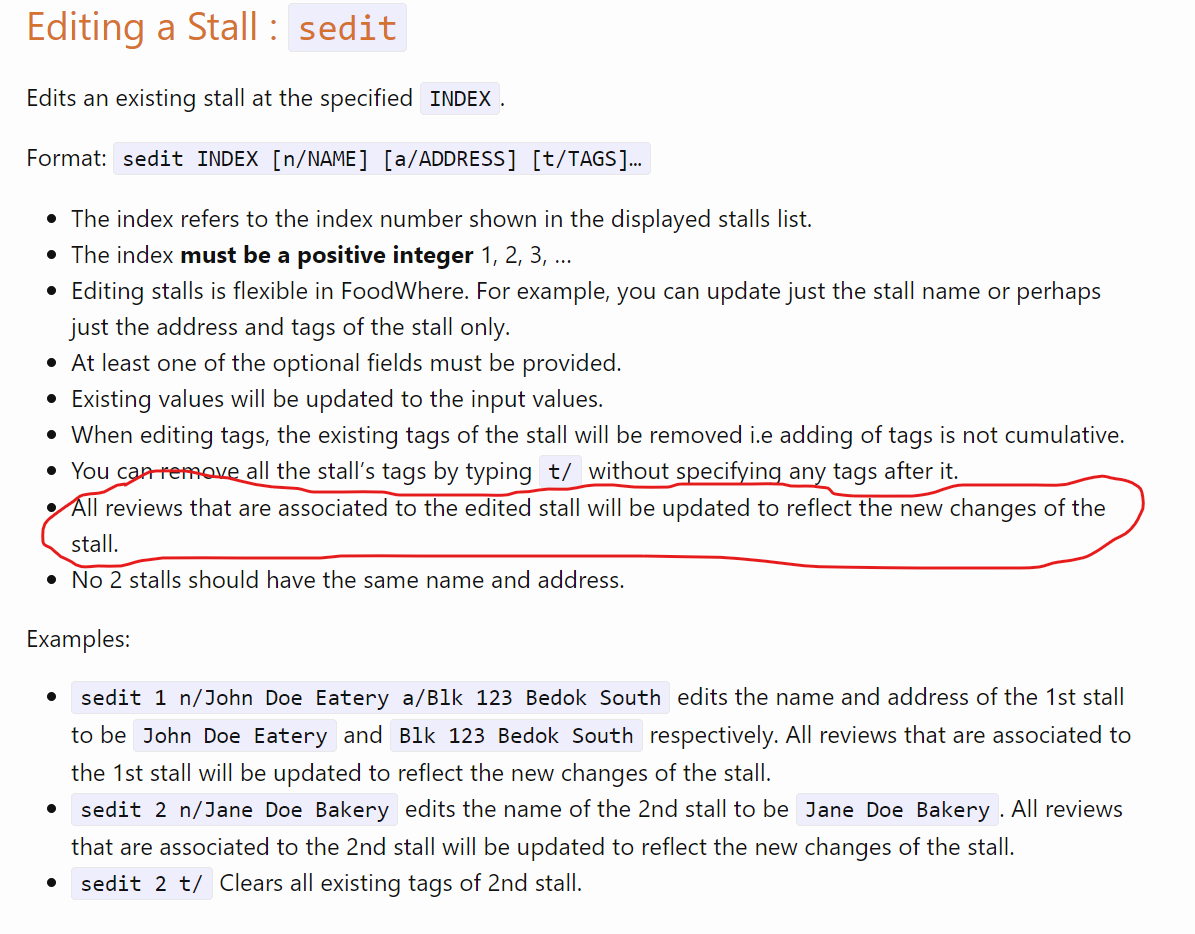 Editing a Stall : sedit
Edits an existing stall at the specified INDEX.
Format: sedit INDEX [n/NAME] [a/ADDRESS] [t/TAGS]…
• The index refers to the index number shown in the displayed stalls list.
• The index must be a positive integer 1, 2, 3, …
• Editing stalls is flexible in FoodWhere. For example, you can update just the stall name or perhaps
just the address and tags of the stall only.
• At least one of the optional fields must be provided.
• Existing values will be updated to the input values.
• When editing tags, the existing tags of the stall will be removed i.e adding of tags is not cumulative.
• You can remove all the stall’s tags by typing t/ without specifying any tags after it.
• All reviews that are associated to the edited stall will be updated to reflect the new changes of the
stall.
• No 2 stalls should have the same name and address.
Examples:
• sedit 1 n/John Doe Eatery a/Blk 123 Bedok South edits the name and address of the 1st stall
to be John Doe Eatery and Blk 123 Bedok South respectively. All reviews that are associated to
the 1st stall will be updated to reflect the new changes of the stall.
• sedit 2 n/Jane Doe Bakery edits the name of the 2nd stall to be Jane Doe Bakery. All reviews
that are associated to the 2nd stall will be updated to reflect the new changes of the stall.
• sedit 2 t/ Clears all existing tags of 2nd stall.